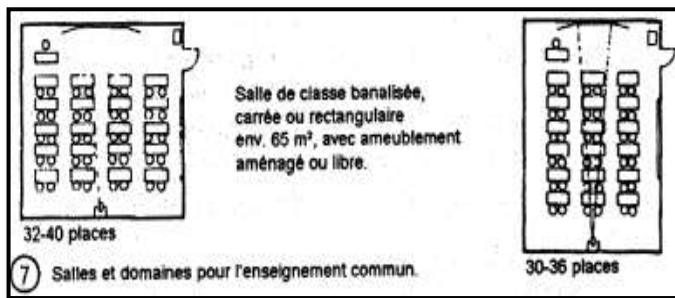 Salle de classe banalisée,
carrée ou rectangulaire
env. 65 m², avec ameublement
aménagé ou libre.
32-40 places
30-36 places
7 Salles et domaines pour l'enseignement commun.